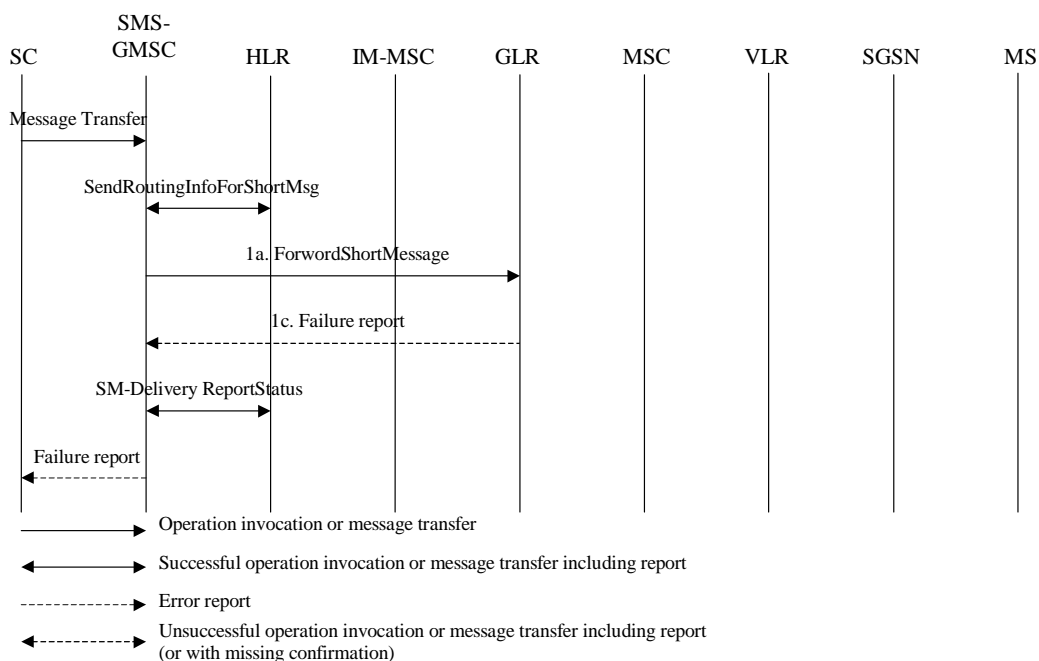 SMS-
GMSC
SC
HLR
IM-MSC
GLR
MSC
VLR
SGSN
MS
Message Transfer
SendRoutingInfoForShortMsg
1a. ForwordShortMessage
1c. Failure report
SM-Delivery ReportStatus
Failure report
Operation invocation or message transfer
Successful operation invocation or message transfer including report
Error report
Unsuccessful operation invocation or message transfer including report
(or with missing confirmation)